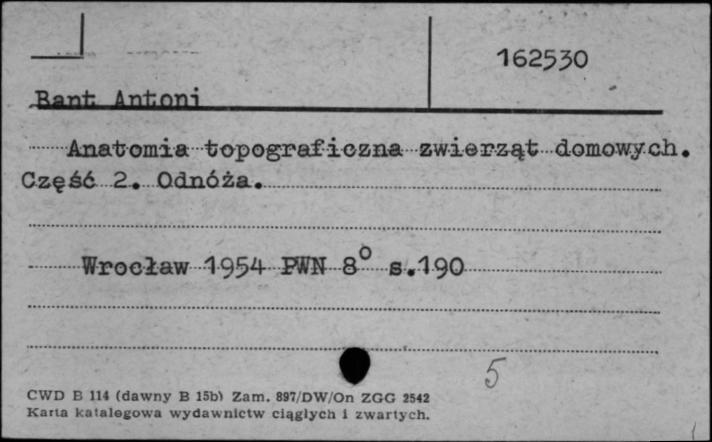 162530
Bant Antoni
Anatomia topograficzna zwierząt domowych.
Część 2. Odnóża.
Wrocław 1954 PWN 8° s.190
5
CWD B 114 (dawny B 15b) Zam. 897/DW/On ZGG 2542
Karta katalogowa wydawnictw ciągłych i zwartych.